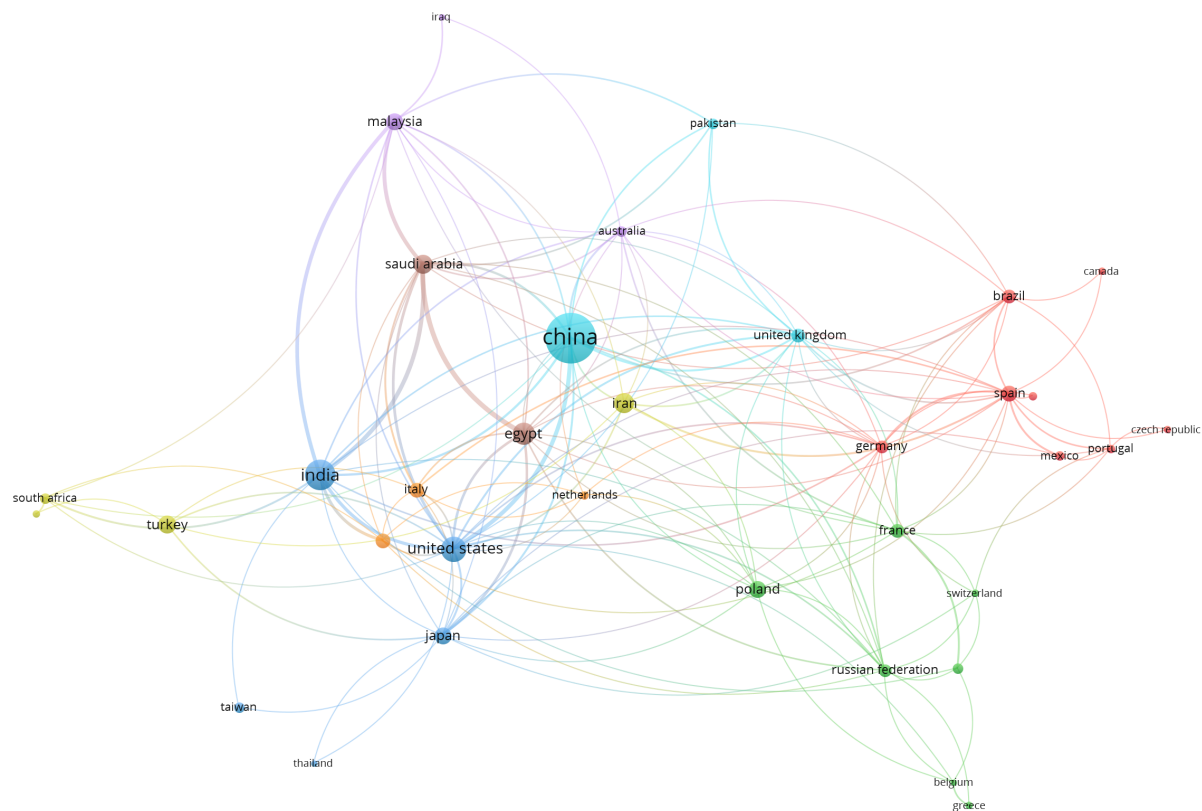 iraq
malaysia
pakistan
australia
saudi arabia
canada
brazil
china
united kingdom
spain
iran
egypt
czech republic
germany
portugal
mexico
india
italy
netherlands
south africa
turkey
france
united states
poland
switzerland
japan
russian federation
taiwan
thailand
belgium
greece